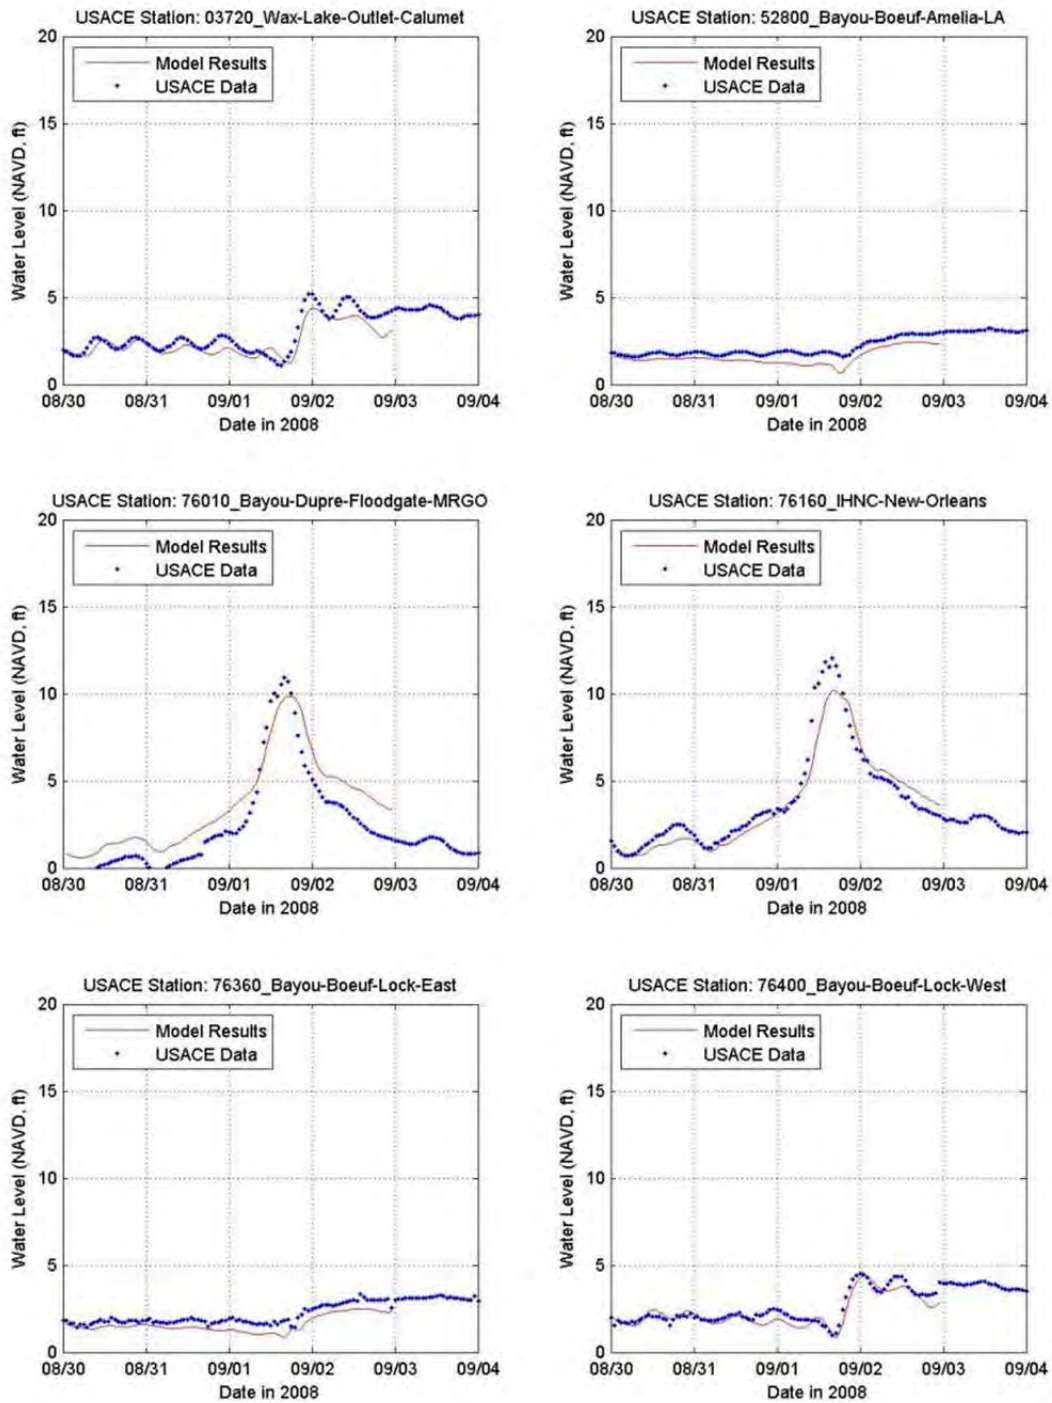 USACE Station: 03720_Wax-Lake-Outlet-Calumet
20
15
10
5
0
Water Level (NAVD, ft)
Model Results
USACE Data
08/30 08/31 09/01 09/02 09/03 09/04
Date in 2008
USACE Station: 52800_Bayou-Boeuf-Amelia-LA
20
15
10
5
0
Water Level (NAVD, ft)
Model Results
USACE Data
08/30 08/31 09/01 09/02 09/03 09/04
Date in 2008
USACE Station: 76010_Bayou-Dupre-Floodgate-MRGO
20
15
10
5
0
Water Level (NAVD, ft)
Model Results
USACE Data
08/30 08/31 09/01 09/02 09/03 09/04
Date in 2008
USACE Station: 76160_IHNC-New-Orleans
20
15
10
5
0
Water Level (NAVD, ft)
Model Results
USACE Data
08/30 08/31 09/01 09/02 09/03 09/04
Date in 2008
USACE Station: 76360_Bayou-Boeuf-Lock-East
20
15
10
5
0
Water Level (NAVD, ft)
Model Results
USACE Data
08/30 08/31 09/01 09/02 09/03 09/04
Date in 2008
USACE Station: 76400_Bayou-Boeuf-Lock-West
20
15
10
5
0
Water Level (NAVD, ft)
Model Results
USACE Data
08/30 08/31 09/01 09/02 09/03 09/04
Date in 2008